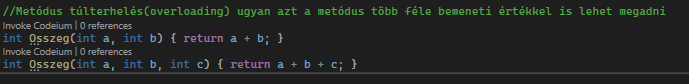 //Metódus túlterhelés(overloading) ugyan azt a metódus több féle bemeneti értékkel is lehet megadni
Invoke Codeium | 0 references
int Osszeg(int a, int b) { return a + b; }
Invoke Codeium | 0 references
int Osszeg(int a, int b, int c) { return a + b + c; }